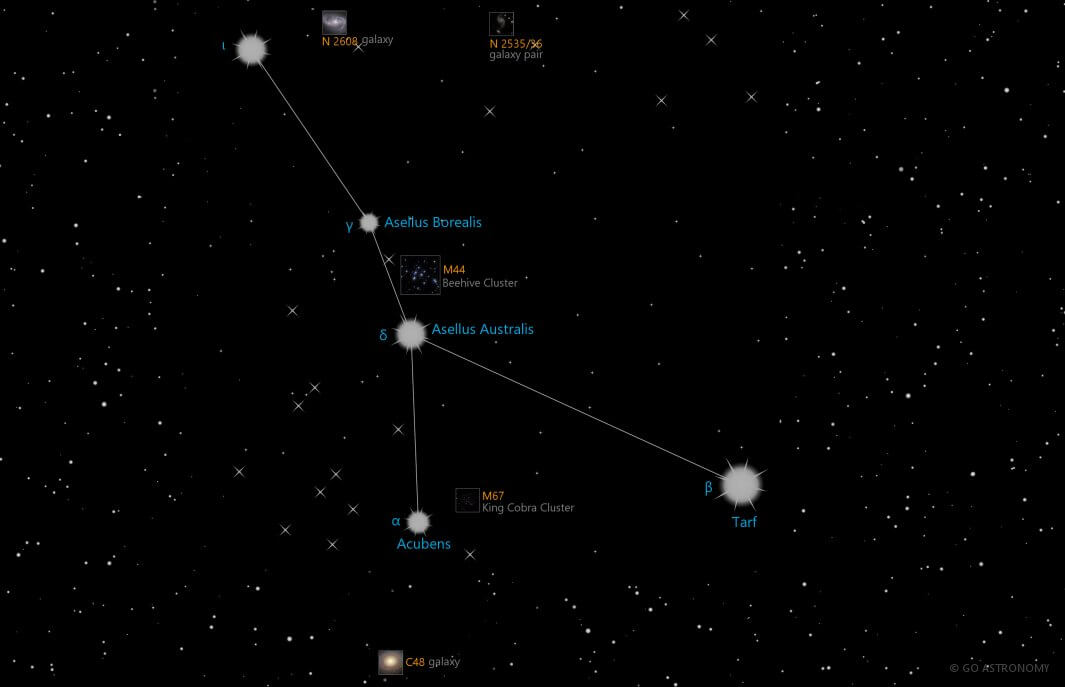 ι
N 2608 galaxy
N 2535/36
galaxy pair
γ
Asellus Borealis
M44
Beehive Cluster
δ
Asellus Australis
M67
King Cobra Cluster
β
Tarf
α
Acubens
C48 galaxy
© GO ASTRONOMY